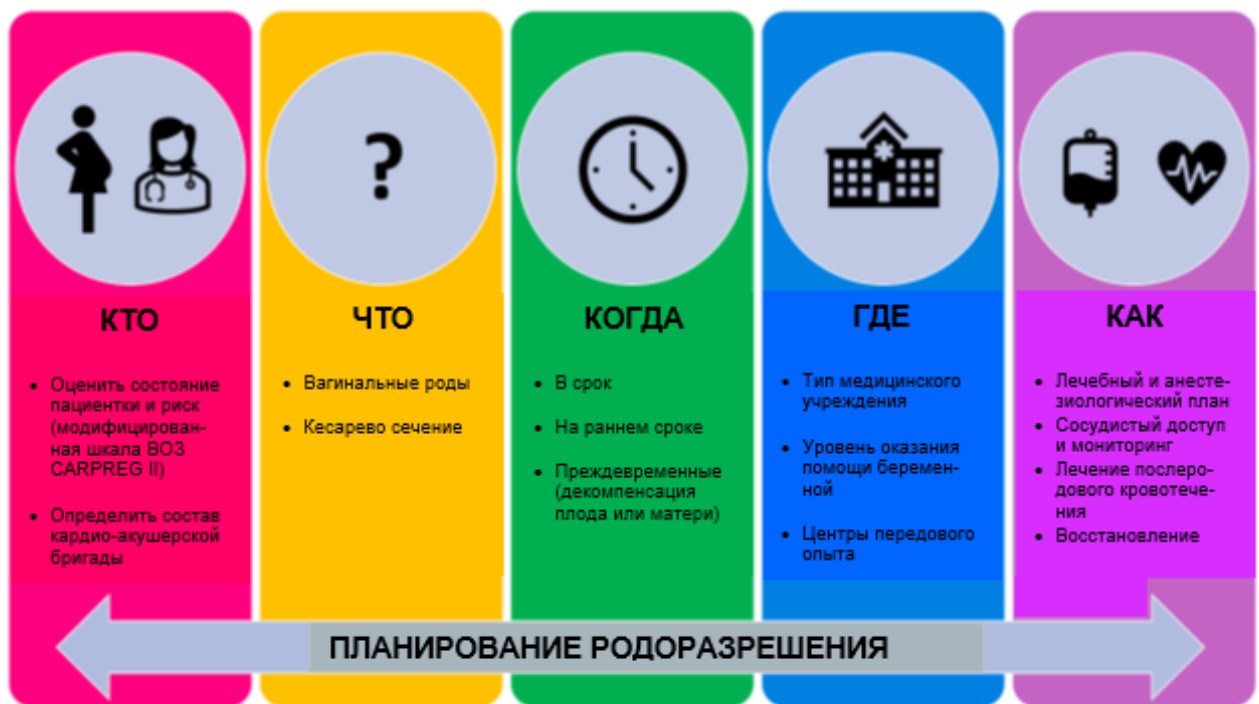 ?
КТО
• Оценить состояние
пациентки и риск
(модифицирован-
ная шкала ВОЗ
CARPREG II)
• Определить состав
кардио-акушерской
бригады
ЧТО
• Вагинальные роды
• Кесарево сечение
КОГДА
• В срок
• На раннем сроке
• Преждевременные
(декомпенсация
плода или матери)
ГДЕ
• Тип медицинского
учреждения
• Уровень оказания
помощи беремен-
ной
• Центры передового
опыта
КАК
• Лечебный и анесте-
зиологический план
• Сосудистый доступ
и мониторинг
• Лечение послеро-
дового кровотече-
ния
• Восстановление
ПЛАНИРОВАНИЕ РОДОРАЗРЕШЕНИЯ